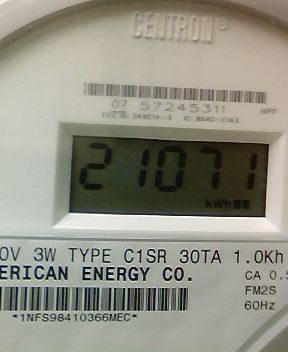 CENTRON®
07 57245311
HPP
21071
kWh
0V 3W TYPE C1SR 30TA 1.0Kh
ERICAN ENERGY CO.
CA 0.5
FM2S
60Hz
*1NFS98410366MEC*